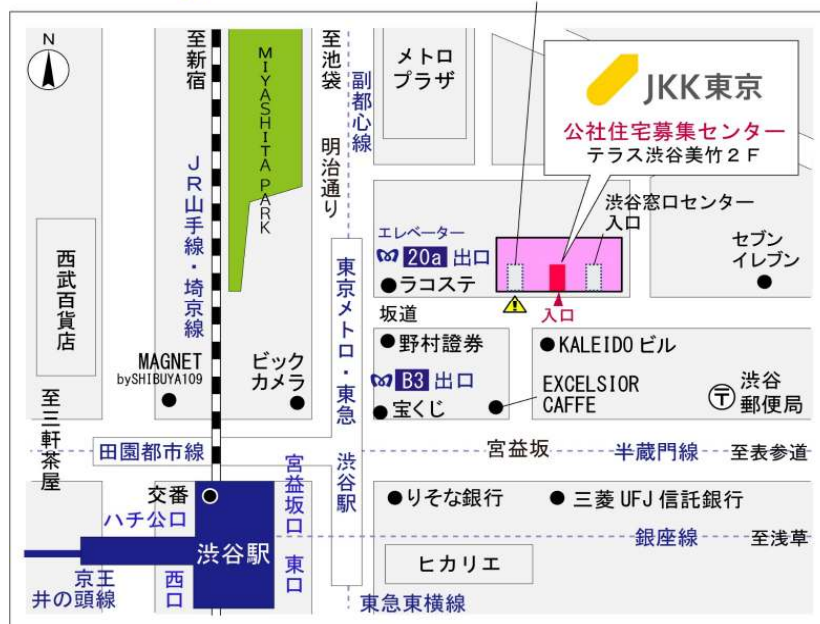 N
至新宿
MIYASHITA PARK
至池袋
副都心線
明治通り
メトロ
プラザ
JKK東京
公社住宅募集センター
テラス渋谷美竹２Ｆ
JR山手線・埼京線
西武百貨店
エレベーター
20a 出口
ラコステ
渋谷窓口センター
入口
セブン
イレブン
坂道
入口
東京メトロ・東急
渋谷駅
MAGNET
bySHIBUYA109
ビック
カメラ
野村證券
B3 出口
宝くじ
KALEIDO ビル
EXCELSIOR
CAFFE
渋谷
郵便局
至三軒茶屋
田園都市線
宮益坂
半蔵門線
至表参道
交番
ハチ公口
宮益坂口
りそな銀行
三菱 UFJ 信託銀行
渋谷駅
銀座線
至浅草
京王
井の頭線
西口
東口
ヒカリエ
東急東横線